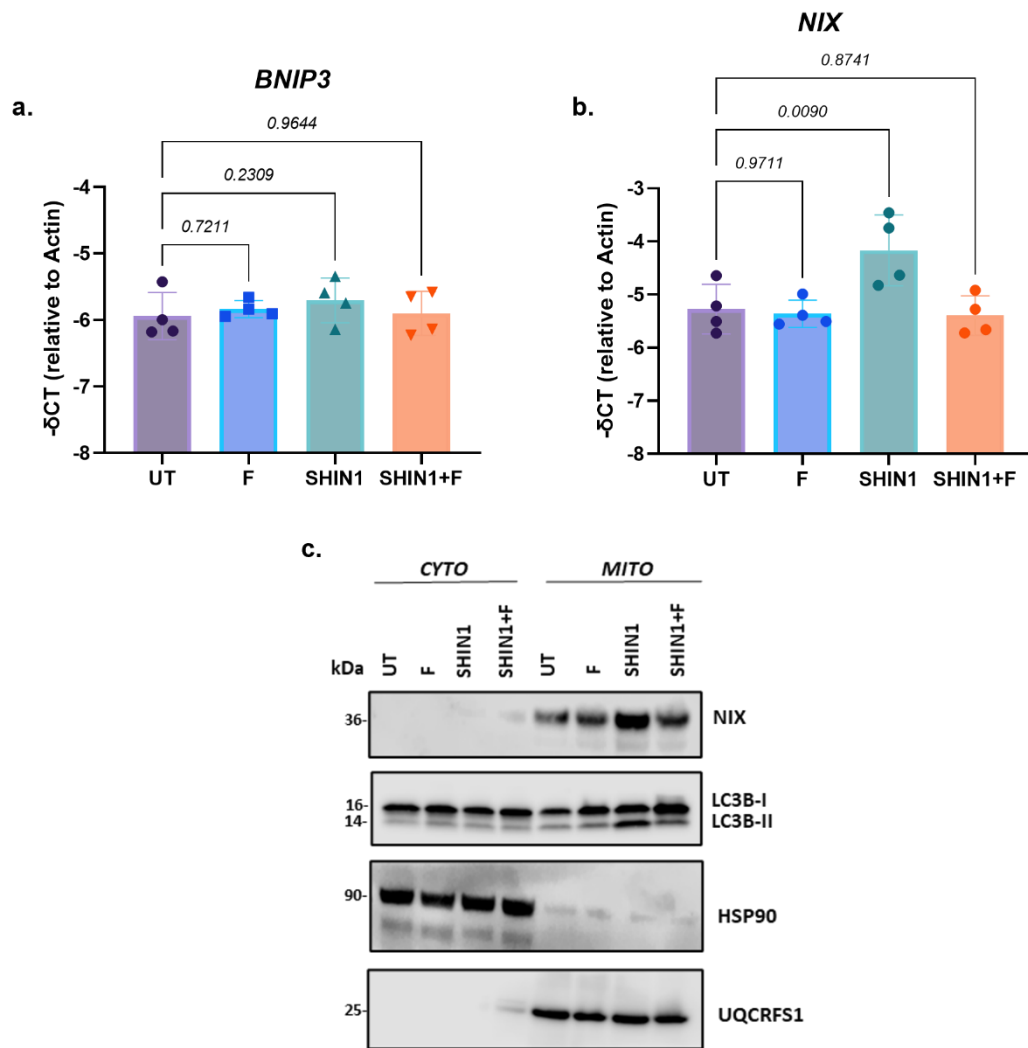 a.
BNIP3
0.9644
0.2309
0.7211
-δCT (relative to Actin)
-4
-5
-6
-7
-8
UT F SHIN1 SHIN1+F
b.
NIX
0.8741
0.0090
0.9711
-δCT (relative to Actin)
-3
-4
-5
-6
-7
-8
UT F SHIN1 SHIN1+F
c.
CYTO MITO
kDa UT F SHIN1 SHIN1+F UT F SHIN1 SHIN1+F
36- NIX
16- LC3B-I
14- LC3B-II
90- HSP90
25- UQCRFS1